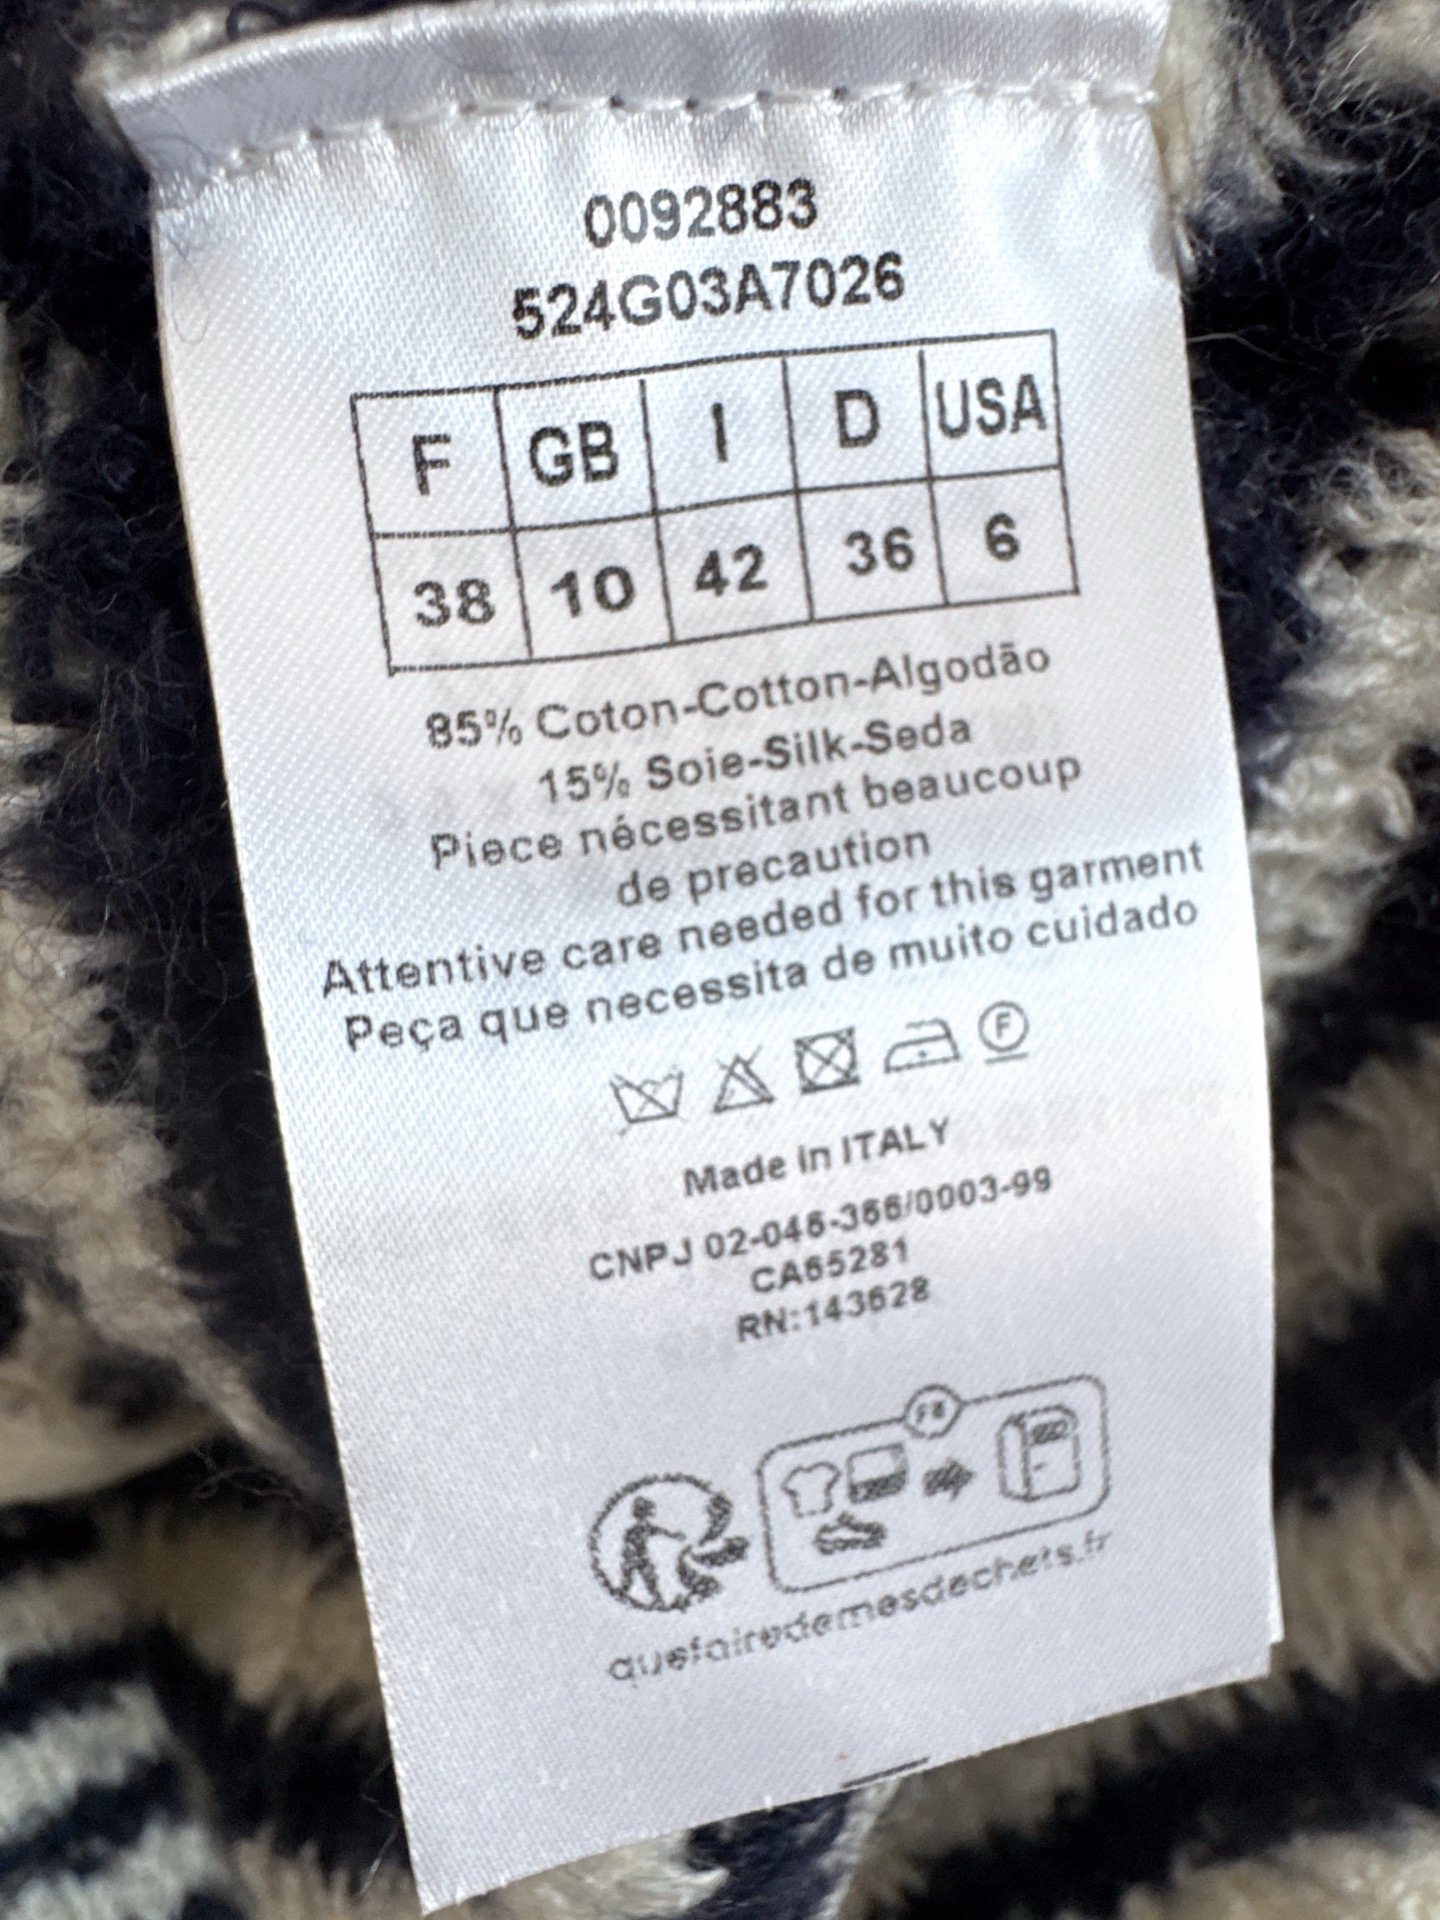 0092883
524G03A7026
F GB I D USA
38 10 42 36 6
85% Coton-Cotton-Algodão
15% Soie-Silk-Seda
Piece nécessitant beaucoup
de precaution
Attentive care needed for this garment
Peça que necessita de muito cuidado
F
Made in ITALY
CNPJ 02-046-366/0003-99
CA65281
RN:143628
FR
quefairedemesdechets.fr